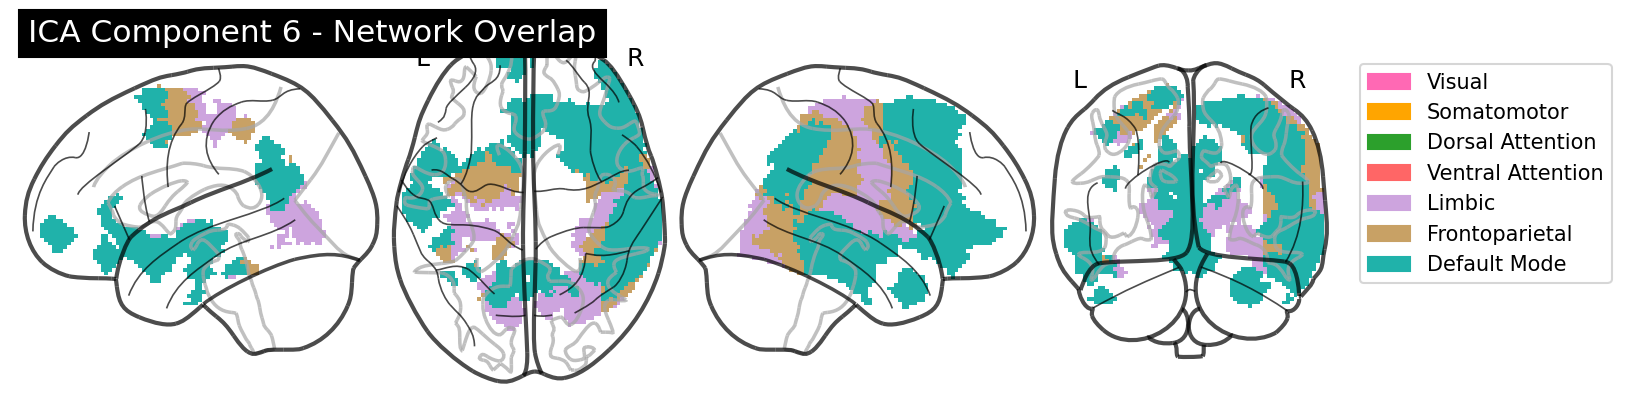 ICA Component 6 - Network Overlap
L R
L R
Visual
Somatomotor
Dorsal Attention
Ventral Attention
Limbic
Frontoparietal
Default Mode